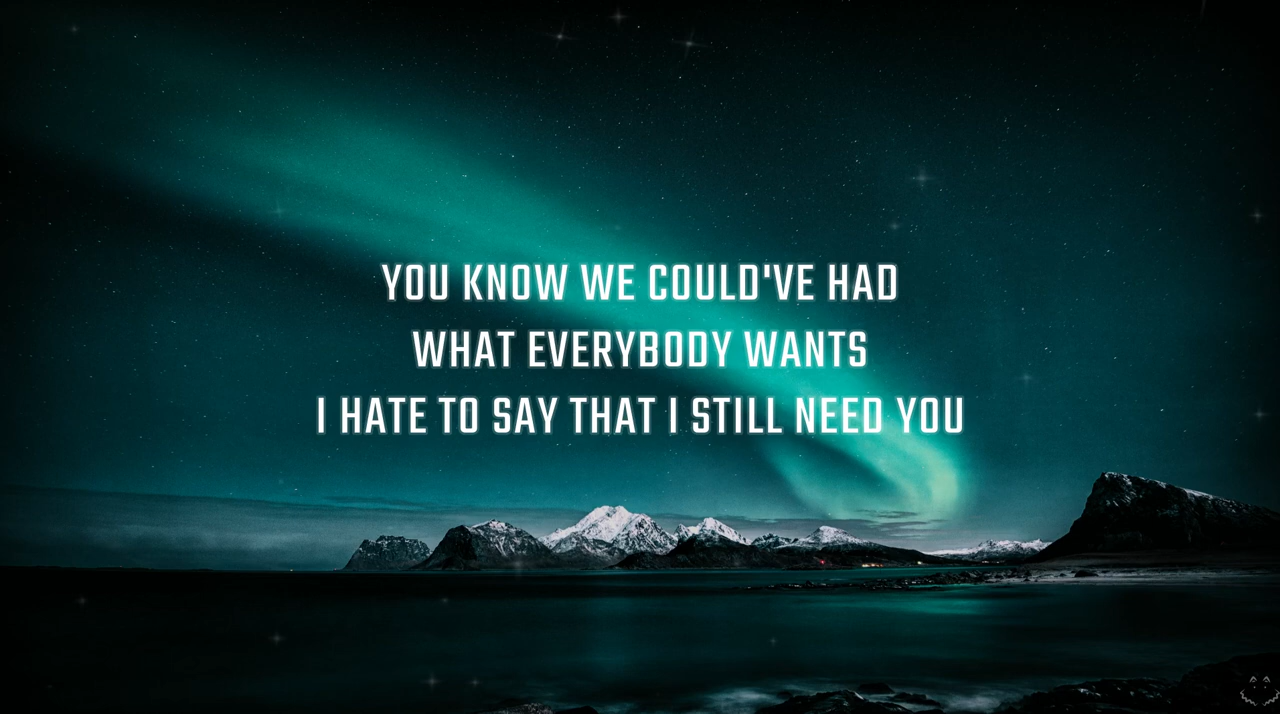 YOU KNOW WE COULD'VE HAD
WHAT EVERYBODY WANTS
I HATE TO SAY THAT I STILL NEED YOU